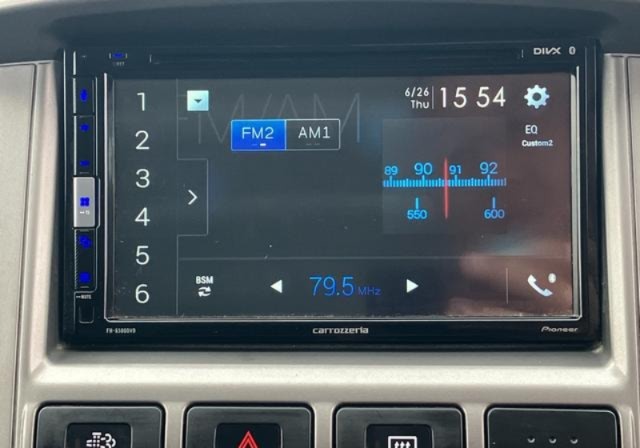 DIVX
1
2
3
4
5
6
FM/AM
6/26
Thu
15 54
FM2
AM1
EQ
Custom2
89 90 91 92
550 600
BSM
79.5 MHz
MUTE
carrozzeria
Pioneer